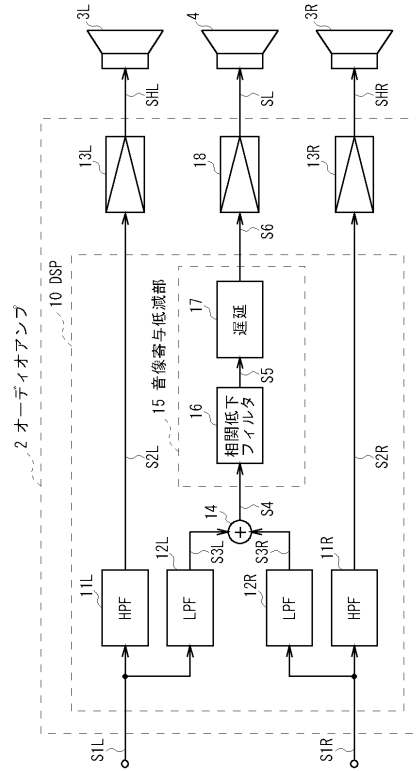 2 オーディオアンプ
10 DSP
S1L
11L
HPF
S2L
13L
SHL
3L
12L
LPF
S3L
15 音像寄与低減部
14
+
S4
16
相関低下
フィルタ
S5
17
遅延
S6
18
SL
4
S3R
12R
LPF
S1R
11R
HPF
S2R
13R
SHR
3R